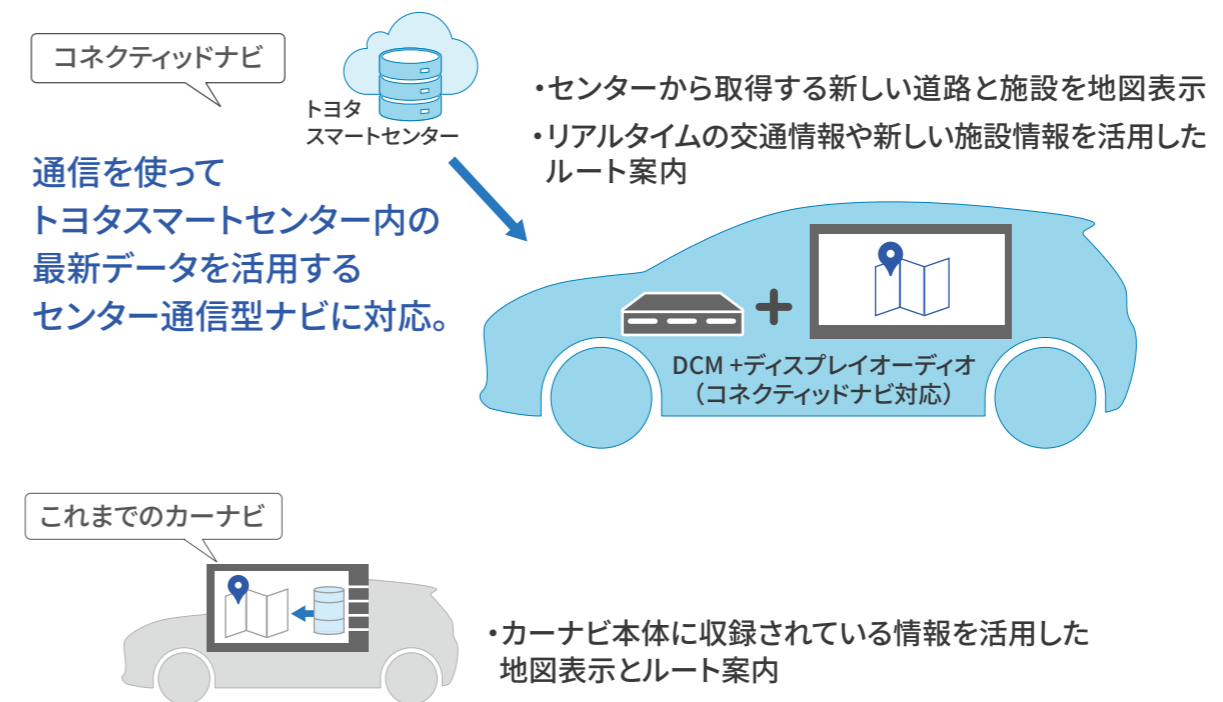 コネクティッドナビ
トヨタ
スマートセンター
通信を使って
トヨタスマートセンター内の
最新データを活用する
センター通信型ナビに対応。
・センターから取得する新しい道路と施設を地図表示
・リアルタイムの交通情報や新しい施設情報を活用した
ルート案内
DCM +ディスプレイオーディオ
（コネクティッドナビ対応）
これまでのカーナビ
・カーナビ本体に収録されている情報を活用した
地図表示とルート案内